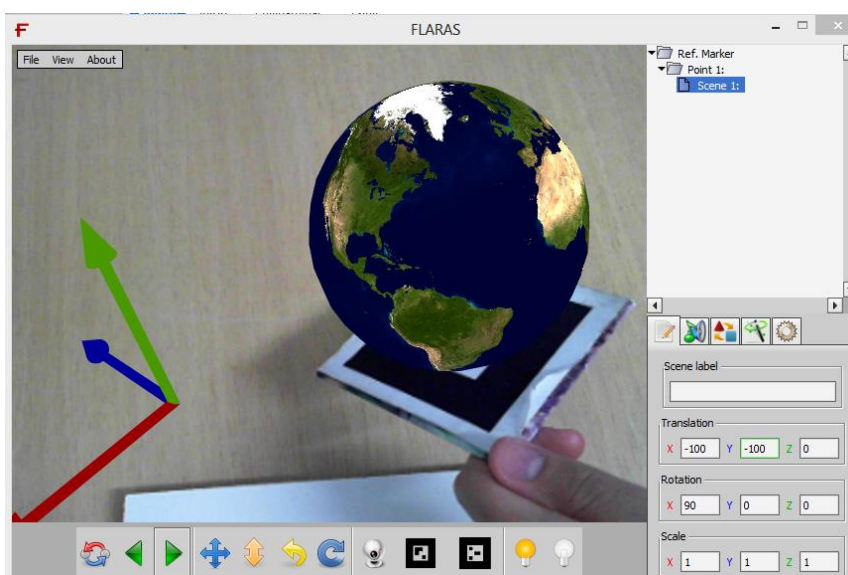 FLARAS
File View About
Ref. Marker
Point 1:
Scene 1:
Scene label
Translation
X -100 Y -100 Z 0
Rotation
X 90 Y 0 Z 0
Scale
X 1 Y 1 Z 1